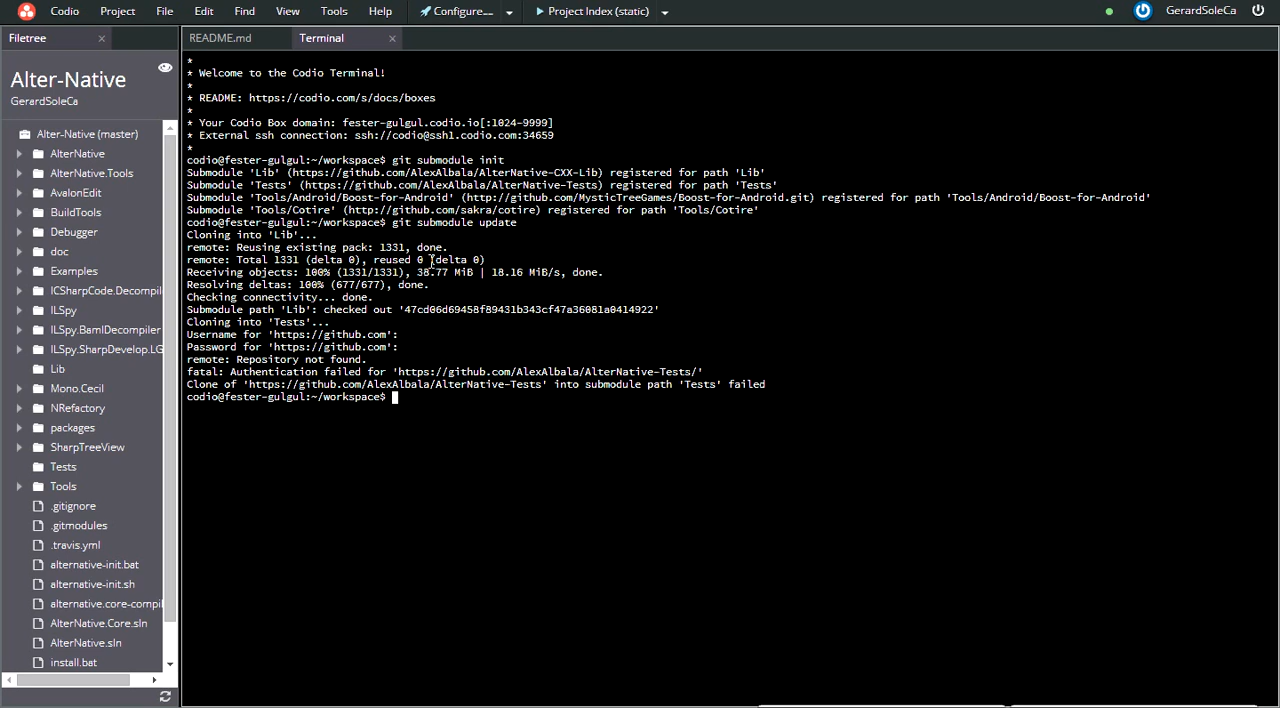 Codio Project File Edit Find View Tools Help Configure... Project Index (static) GerardSoleCa
Filetree
README.md Terminal
Alter-Native
GerardSoleCa
Alter-Native (master)
AlterNative
AlterNative.Tools
AvalonEdit
BuildTools
Debugger
doc
Examples
ICSharpCode.Decompil
ILSpy
ILSpy.BamlDecompiler
ILSpy.SharpDevelop.LG
Lib
Mono.Cecil
NRefactory
packages
SharpTreeView
Tests
Tools
.gitignore
.gitmodules
.travis.yml
alternative-init.bat
alternative-init.sh
alternative.core-compil
AlterNative.Core.sln
AlterNative.sln
install.bat
*
* Welcome to the Codio Terminal!
*
* README: https://codio.com/s/docs/boxes
*
* Your Codio Box domain: fester-gulgul.codio.io[:1024-9999]
* External ssh connection: ssh://codio@ssh1.codio.com:34659
*
codio@fester-gulgul:~/workspace$ git submodule init
Submodule 'Lib' (https://github.com/AlexAlbala/AlterNative-CXX-Lib) registered for path 'Lib'
Submodule 'Tests' (https://github.com/AlexAlbala/AlterNative-Tests) registered for path 'Tests'
Submodule 'Tools/Android/Boost-for-Android' (http://github.com/MysticTreeGames/Boost-for-Android.git) registered for path 'Tools/Android/Boost-for-Android'
Submodule 'Tools/Cotire' (http://github.com/sakra/cotire) registered for path 'Tools/Cotire'
codio@fester-gulgul:~/workspace$ git submodule update
Cloning into 'Lib'...
remote: Reusing existing pack: 1331, done.
remote: Total 1331 (delta 0), reused 0 (delta 0)
Receiving objects: 100% (1331/1331), 38.77 MiB | 18.16 MiB/s, done.
Resolving deltas: 100% (677/677), done.
Checking connectivity... done.
Submodule path 'Lib': checked out '47cd06d69458f89431b343cf47a36081a0414922'
Cloning into 'Tests'...
Username for 'https://github.com':
Password for 'https://github.com':
remote: Repository not found.
fatal: Authentication failed for 'https://github.com/AlexAlbala/AlterNative-Tests/'
Clone of 'https://github.com/AlexAlbala/AlterNative-Tests' into submodule path 'Tests' failed
codio@fester-gulgul:~/workspace$